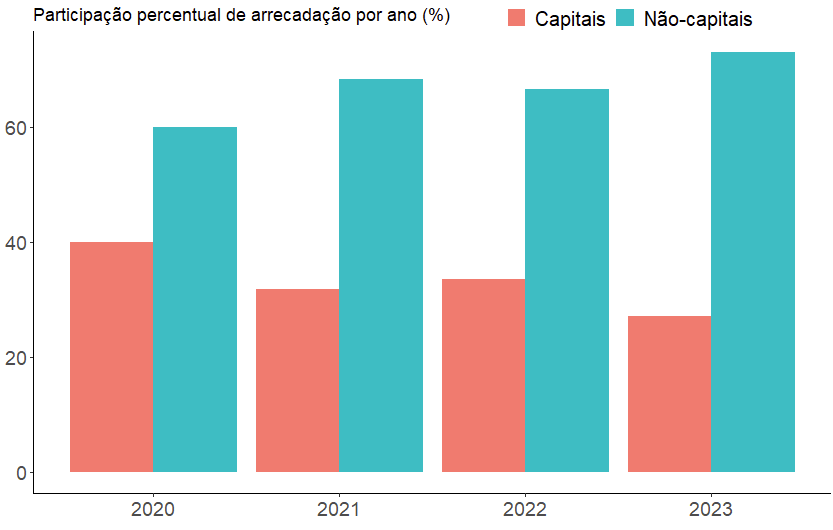 Participação percentual de arrecadação por ano (%)
Capitais
Não-capitais
60
40
20
0
2020
2021
2022
2023